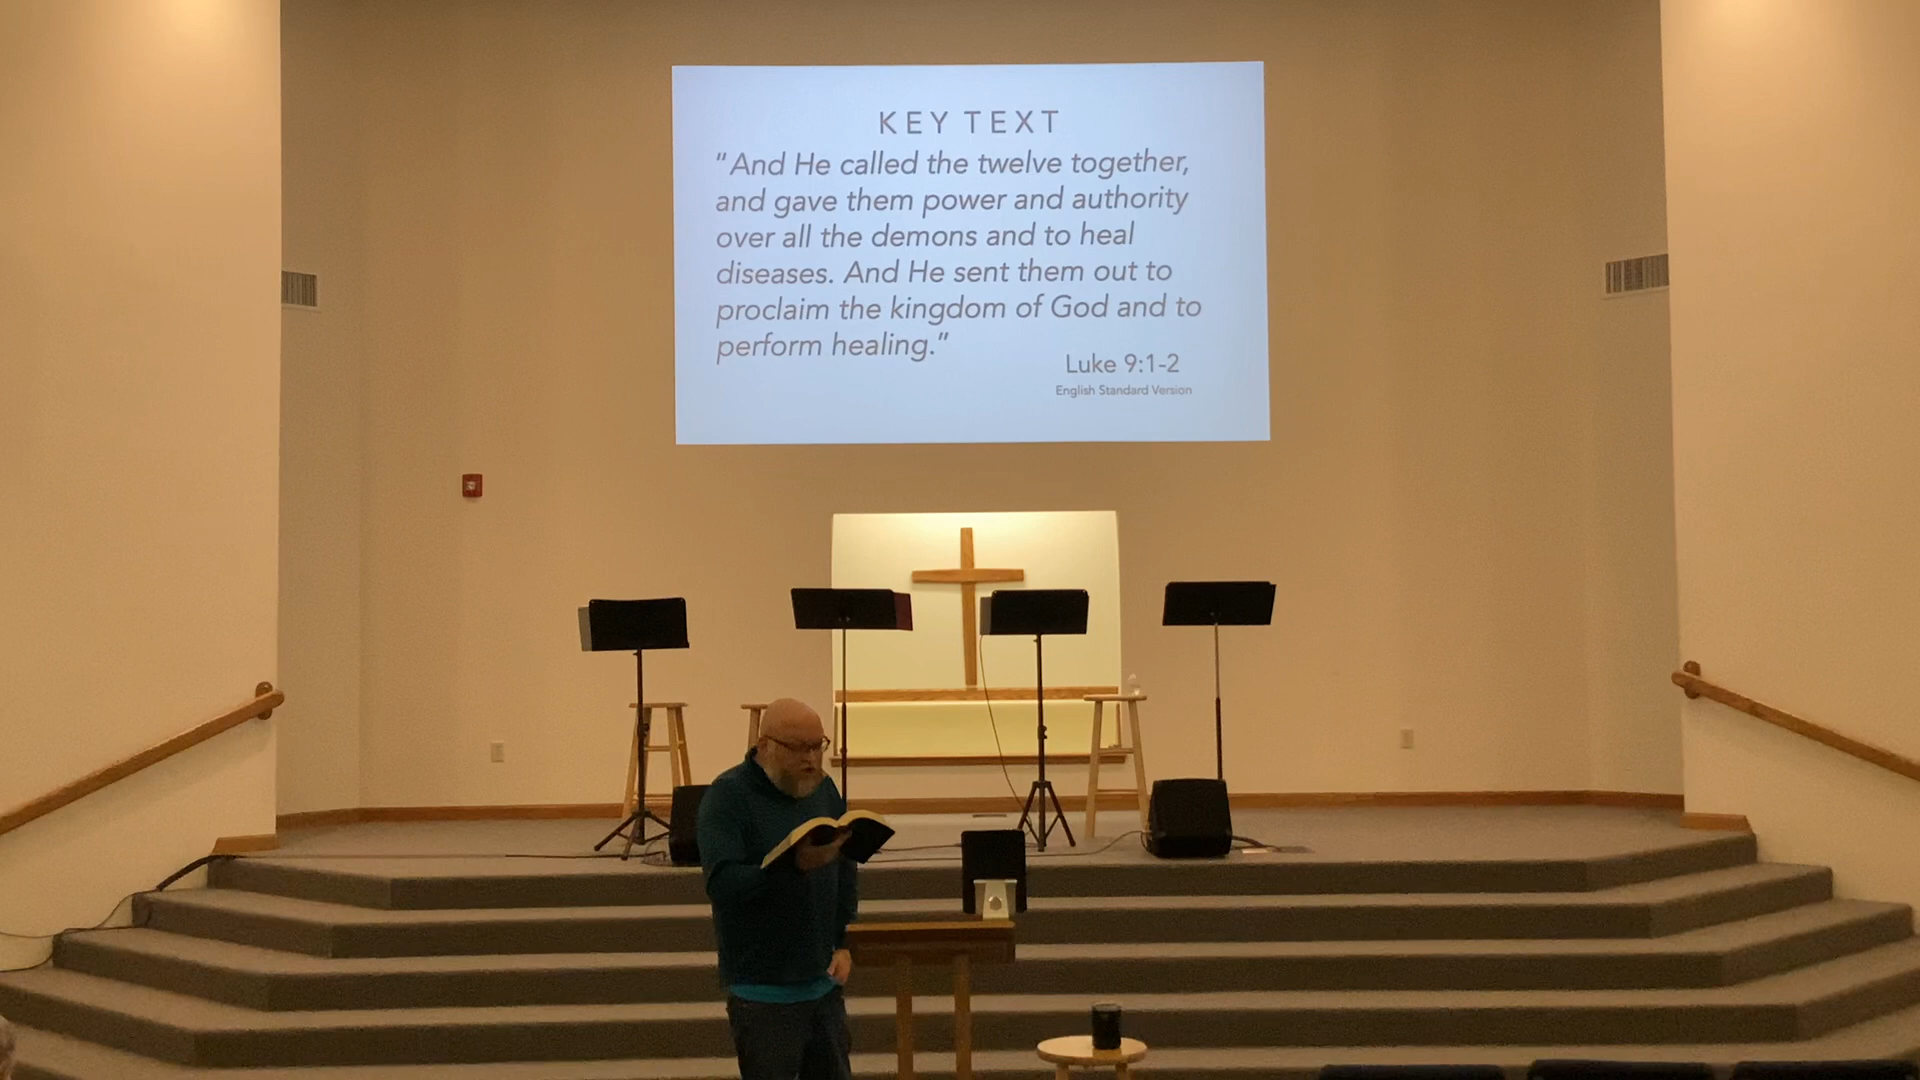 KEY TEXT
“And He called the twelve together,
and gave them power and authority
over all the demons and to heal
diseases. And He sent them out to
proclaim the kingdom of God and to
perform healing.”
Luke 9:1-2
English Standard Version